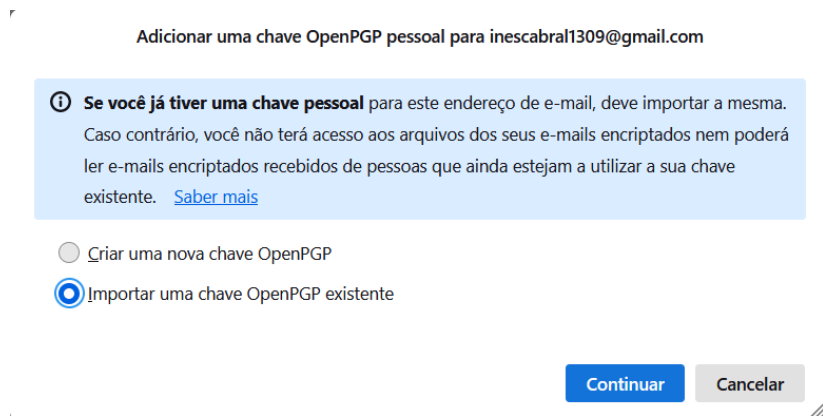 Adicionar uma chave OpenPGP pessoal para inescabral1309@gmail.com
Se você já tiver uma chave pessoal para este endereço de e-mail, deve importar a mesma.
Caso contrário, você não terá acesso aos arquivos dos seus e-mails encriptados nem poderá
ler e-mails encriptados recebidos de pessoas que ainda estejam a utilizar a sua chave
existente. Saber mais
Criar uma nova chave OpenPGP
Importar uma chave OpenPGP existente
Continuar Cancelar